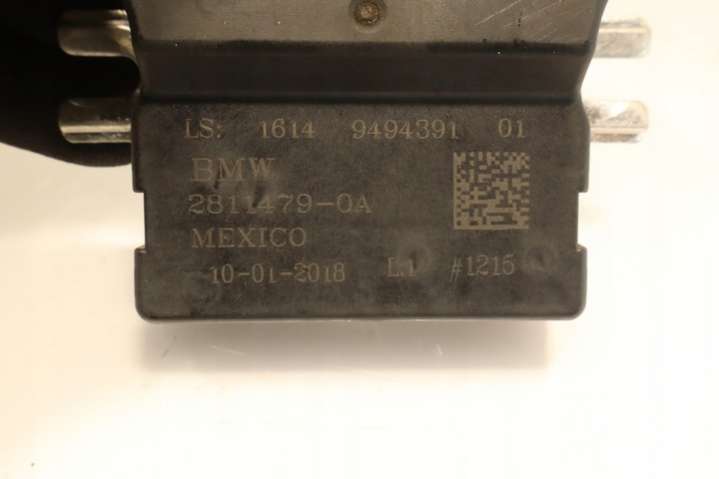 LS: 1614 9494391 01
BMW
2811479-0A
MEXICO
10-01-2018 L1 #1215